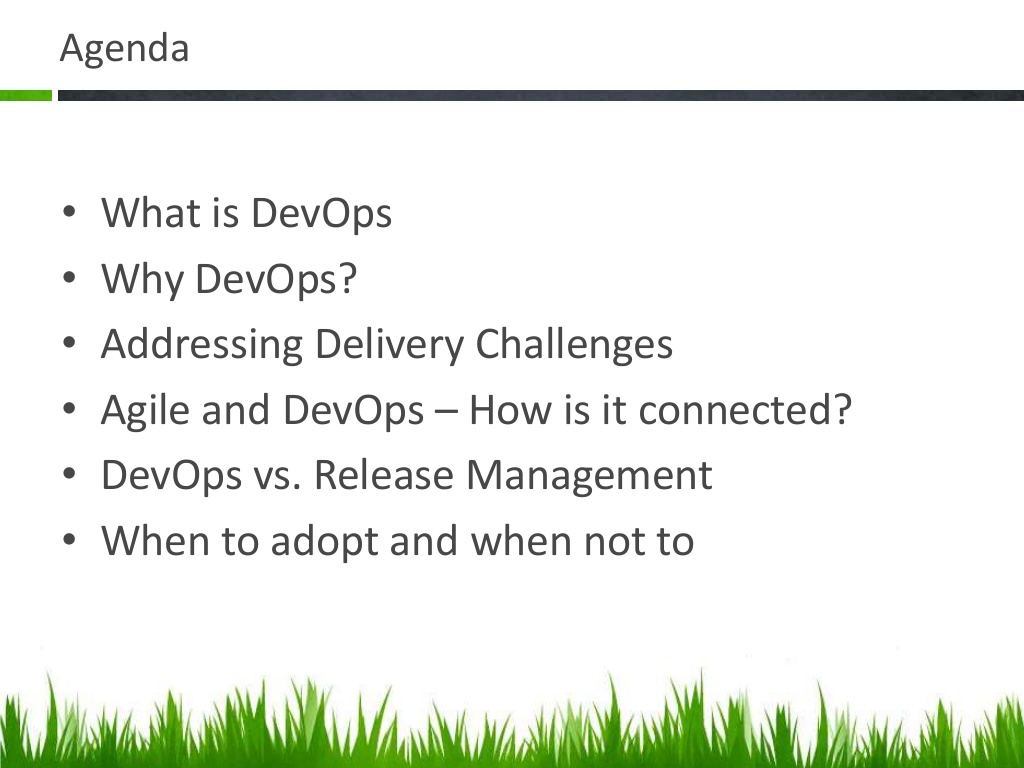 Agenda
• What is DevOps
• Why DevOps?
• Addressing Delivery Challenges
• Agile and DevOps – How is it connected?
• DevOps vs. Release Management
• When to adopt and when not to